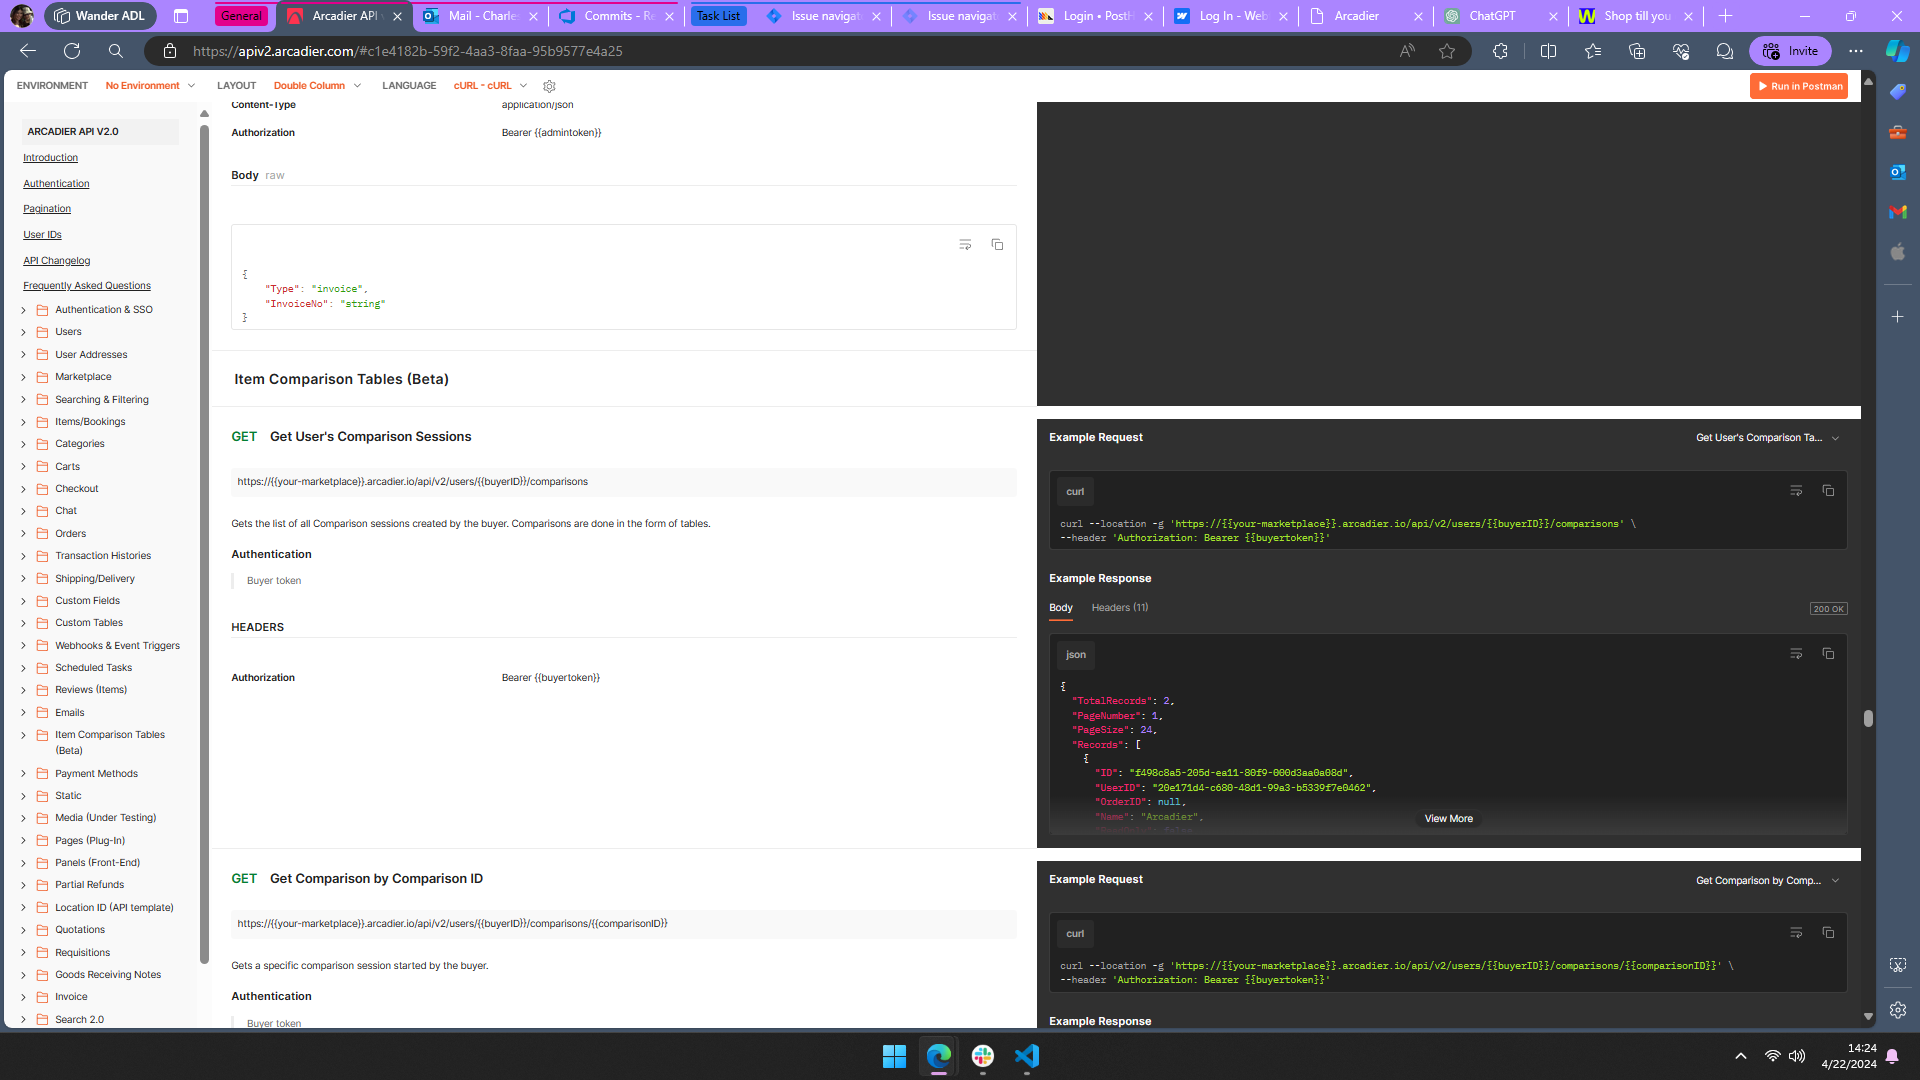 Wander ADL
General
Arcadier API
Mail - Charle
Commits - Re
Task List
Issue navigat
Issue navigati
Login • PostH
Log In - Web
Arcadier
ChatGPT
Shop till you
https://apiv2.arcadier.com/#c1e4182b-59f2-4aa3-8faa-95b9577e4a25
Invite
ENVIRONMENT No Environment LAYOUT Double Column LANGUAGE cURL - cURL
Run in Postman
ARCADIER API V2.0
Introduction
Authentication
Pagination
User IDs
API Changelog
Frequently Asked Questions
Authentication & SSO
Users
User Addresses
Marketplace
Searching & Filtering
Items/Bookings
Categories
Carts
Checkout
Chat
Orders
Transaction Histories
Shipping/Delivery
Custom Fields
Custom Tables
Webhooks & Event Triggers
Scheduled Tasks
Reviews (Items)
Emails
Item Comparison Tables
(Beta)
Payment Methods
Static
Media (Under Testing)
Pages (Plug-In)
Panels (Front-End)
Partial Refunds
Location ID (API template)
Quotations
Requisitions
Goods Receiving Notes
Invoice
Search 2.0
Content-Type application/json
Authorization Bearer {{admintoken}}
Body raw
{
"Type": "invoice",
"InvoiceNo": "string"
}
Item Comparison Tables (Beta)
GET Get User's Comparison Sessions
https://{{your-marketplace}}.arcadier.io/api/v2/users/{{buyerID}}/comparisons
Gets the list of all Comparison sessions created by the buyer. Comparisons are done in the form of tables.
Authentication
Buyer token
HEADERS
Authorization Bearer {{buyertoken}}
Example Request
Get User's Comparison Ta...
curl
curl --location -g 'https://{{your-marketplace}}.arcadier.io/api/v2/users/{{buyerID}}/comparisons' \
--header 'Authorization: Bearer {{buyertoken}}'
Example Response
Body Headers (11)
200 OK
json
{
"TotalRecords": 2,
"PageNumber": 1,
"PageSize": 24,
"Records": [
{
"ID": "f498c8a5-205d-ea11-80f9-000d3aa0a08d",
"UserID": "20e171d4-c680-48d1-99a3-b5339f7e0462",
"OrderID": null,
"Name": "Arcadier",
View More
GET Get Comparison by Comparison ID
https://{{your-marketplace}}.arcadier.io/api/v2/users/{{buyerID}}/comparisons/{{comparisonID}}
Gets a specific comparison session started by the buyer.
Authentication
Buyer token
Example Request
Get Comparison by Comp...
curl
curl --location -g 'https://{{your-marketplace}}.arcadier.io/api/v2/users/{{buyerID}}/comparisons/{{comparisonID}}' \
--header 'Authorization: Bearer {{buyertoken}}'
Example Response
14:24
4/22/2024